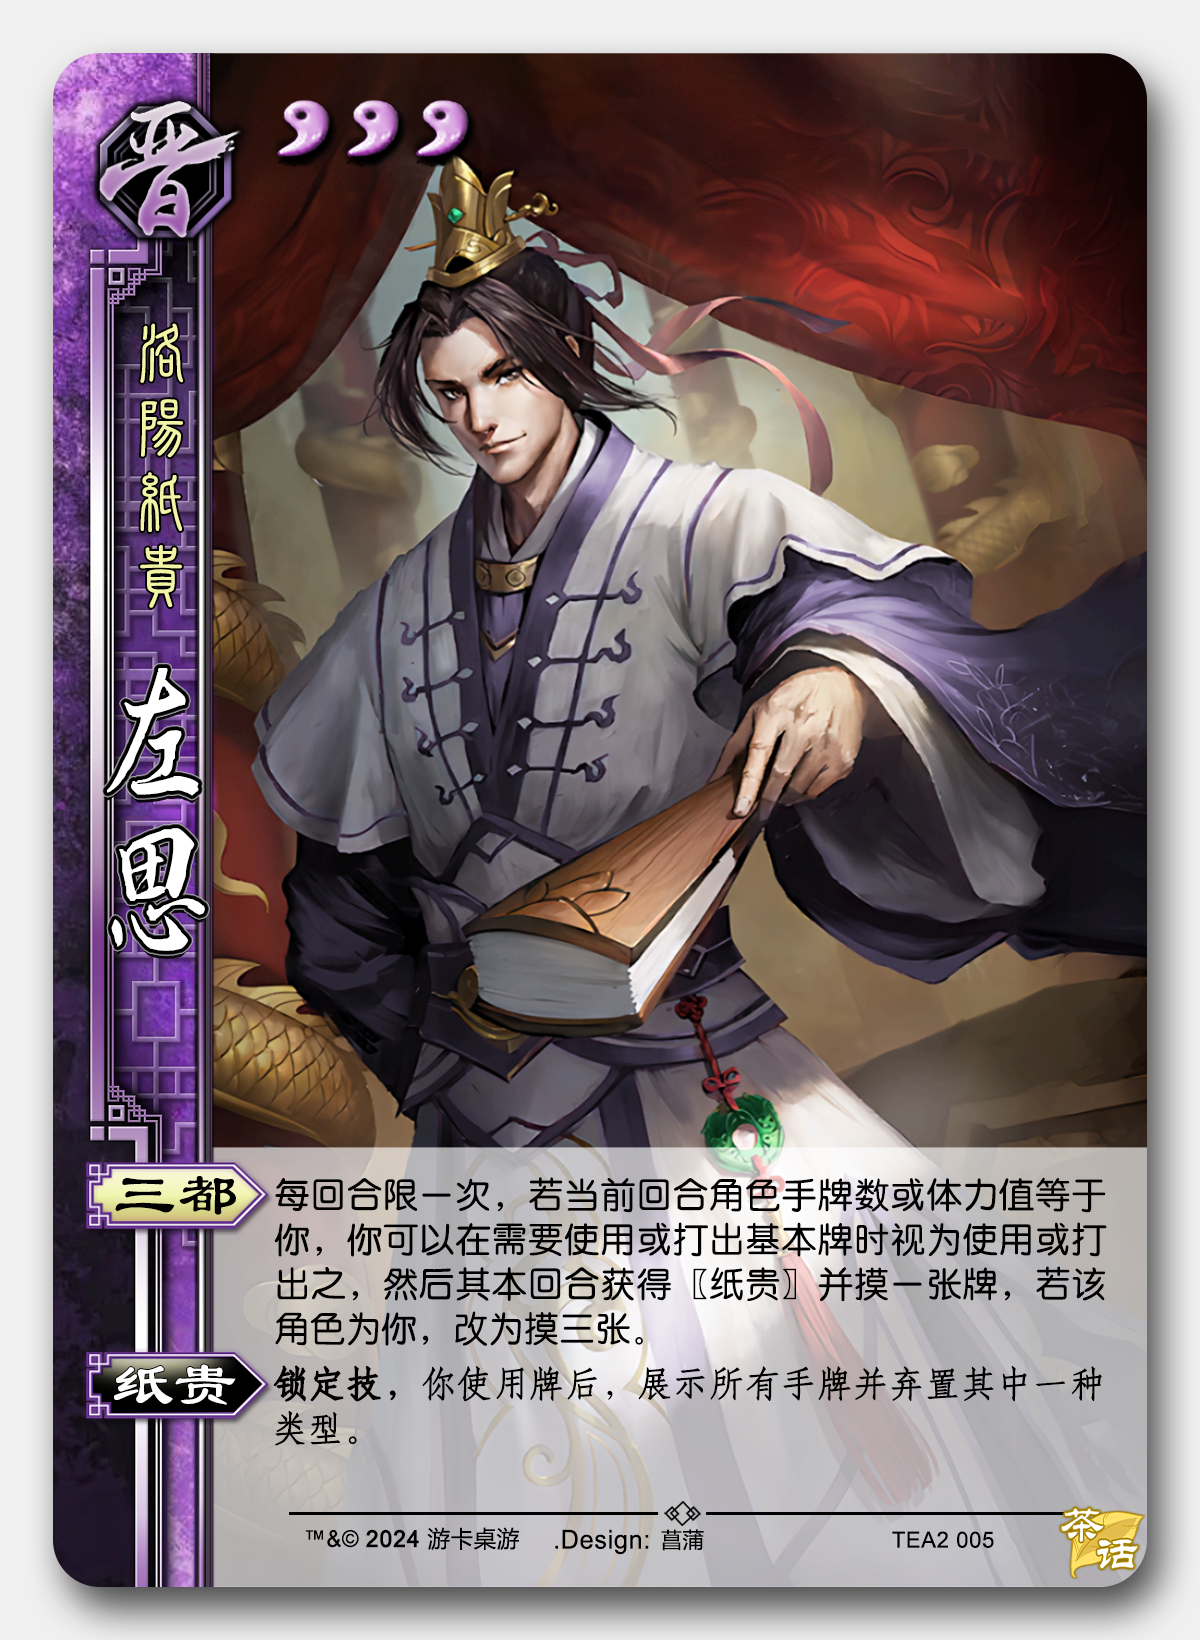 晋
洛陽紙貴
左思
三都
每回合限一次，若当前回合角色手牌数或体力值等于
你，你可以在需要使用或打出基本牌时视为使用或打
出之，然后其本回合获得〖纸贵〗并摸一张牌，若该
角色为你，改为摸三张。
纸贵
锁定技，你使用牌后，展示所有手牌并弃置其中一种
类型。
™&© 2024 游卡桌游 .Design: 菖蒲 TEA2 005
茶话